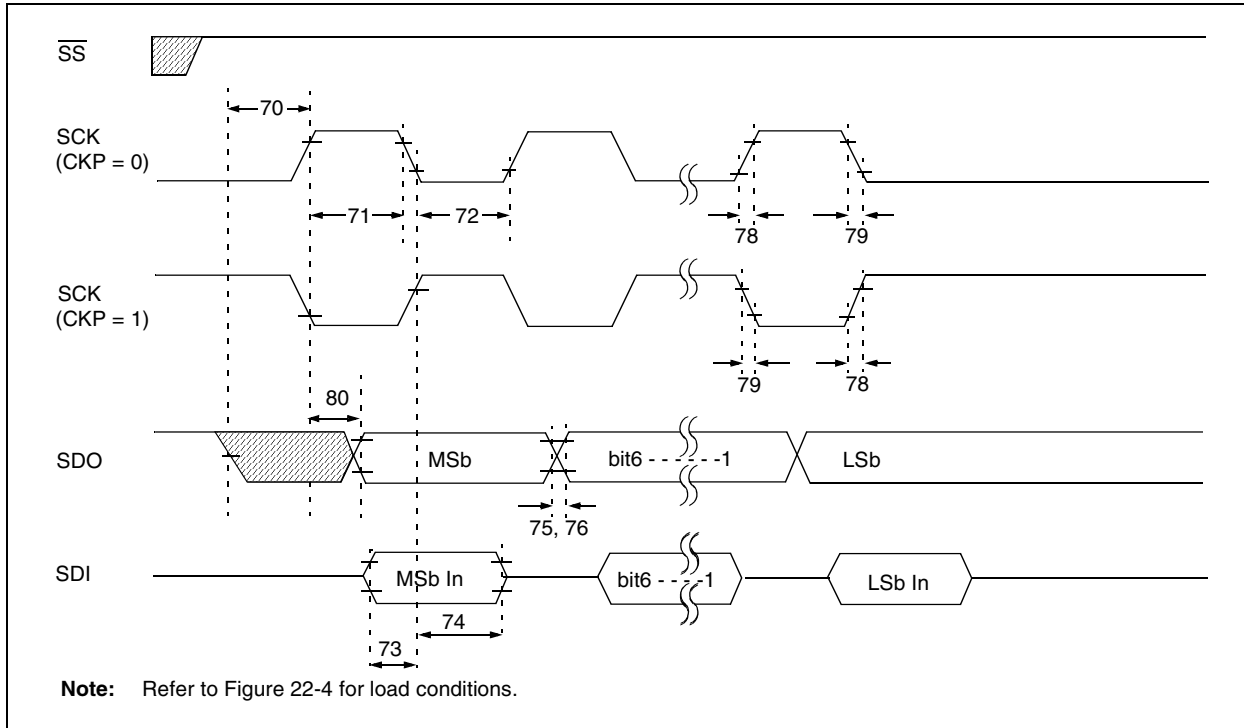 SS
70
SCK
(CKP = 0)
71
72
78
79
SCK
(CKP = 1)
79
78
80
SDO
MSb
bit6 - - - - - - -1
LSb
75, 76
SDI
MSb In
bit6 - - - - -1
LSb In
74
73
Note: Refer to Figure 22-4 for load conditions.